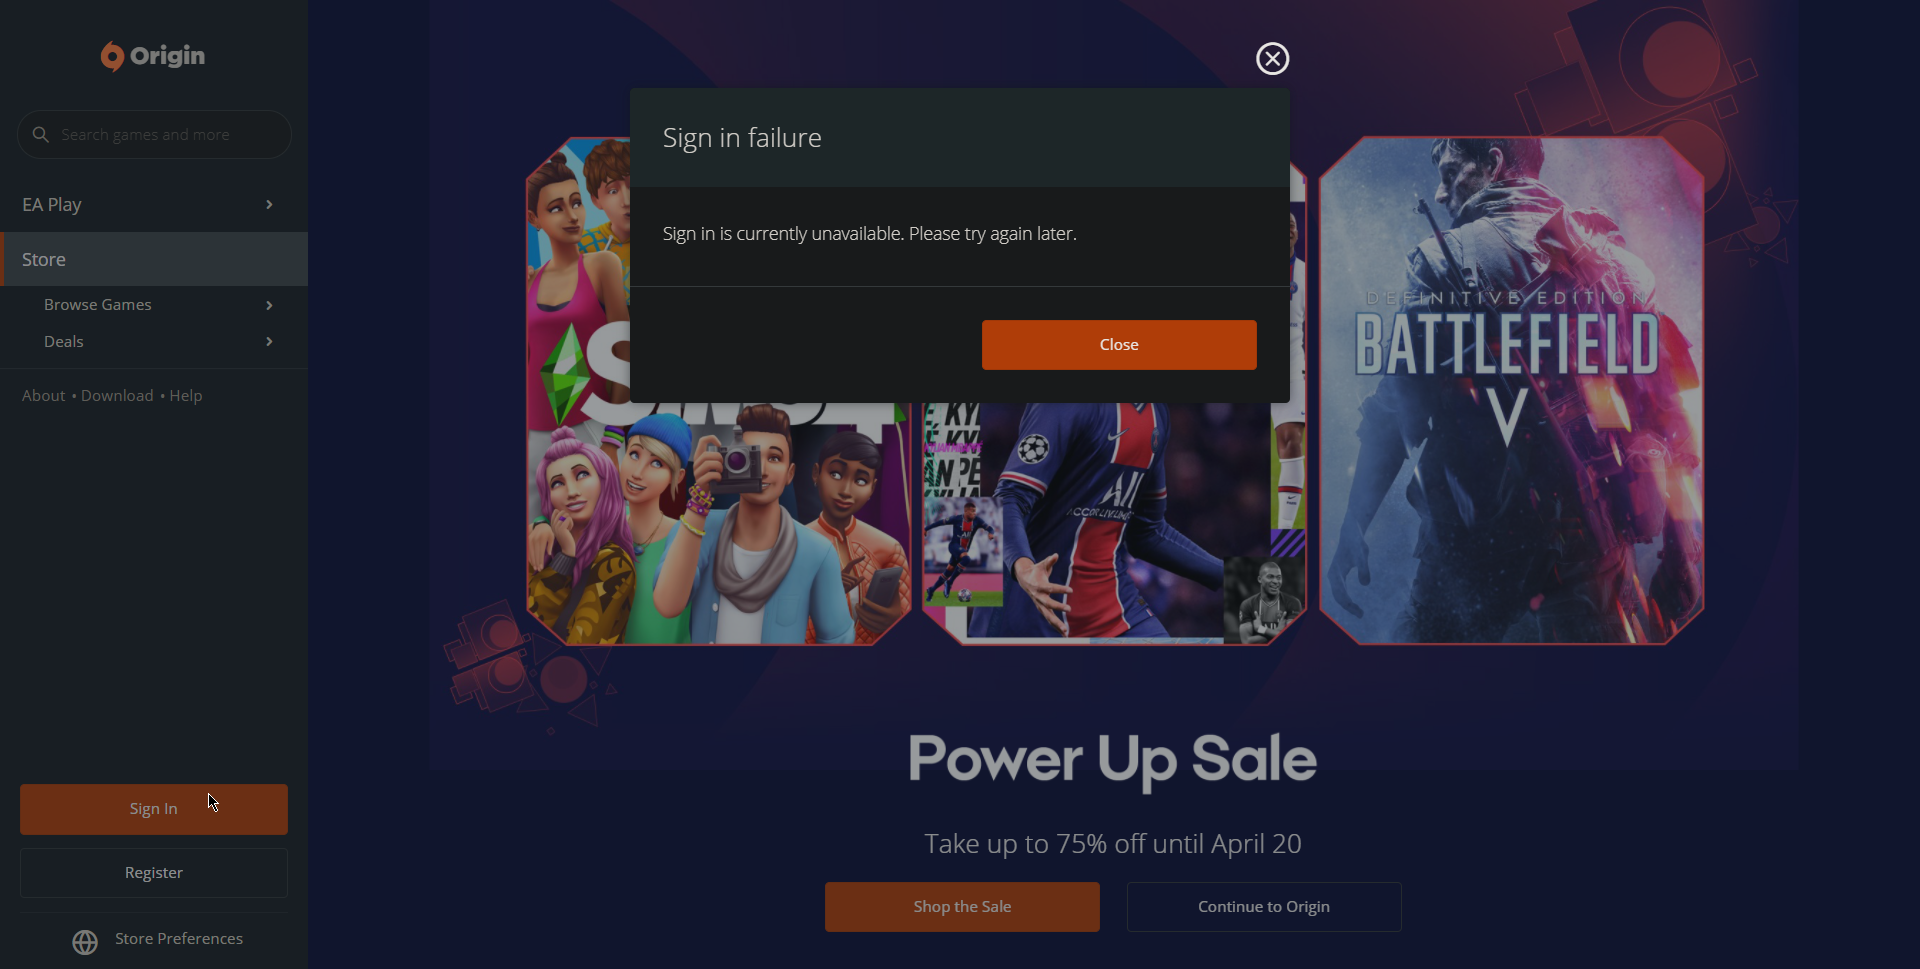 Origin
Search games and more
EA Play
Store
Browse Games
Deals
About • Download • Help
Sign In
Register
Store Preferences
Sign in failure
Sign in is currently unavailable. Please try again later.
Close
DEFINITIVE EDITION
BATTLEFIELD
V
Power Up Sale
Take up to 75% off until April 20
Shop the Sale
Continue to Origin